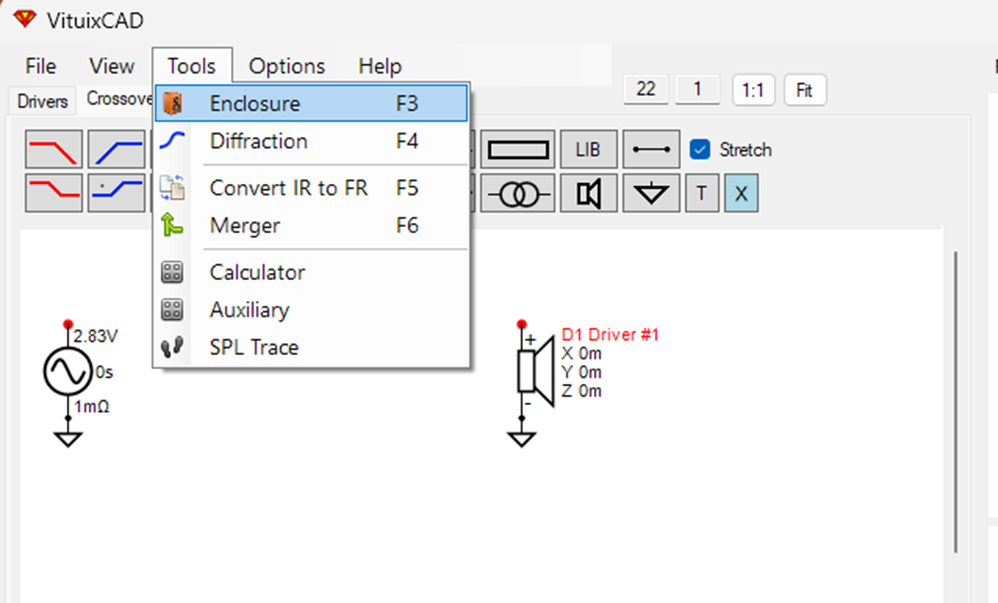 VituixCAD
File View Tools Options Help
Drivers Crossove
22 1 1:1 Fit
Enclosure F3
Diffraction F4
Convert IR to FR F5
Merger F6
Calculator
Auxiliary
SPL Trace
LIB Stretch
T X
2.83V
0s
1mΩ
D1 Driver #1
+
X 0m
Y 0m
Z 0m
-